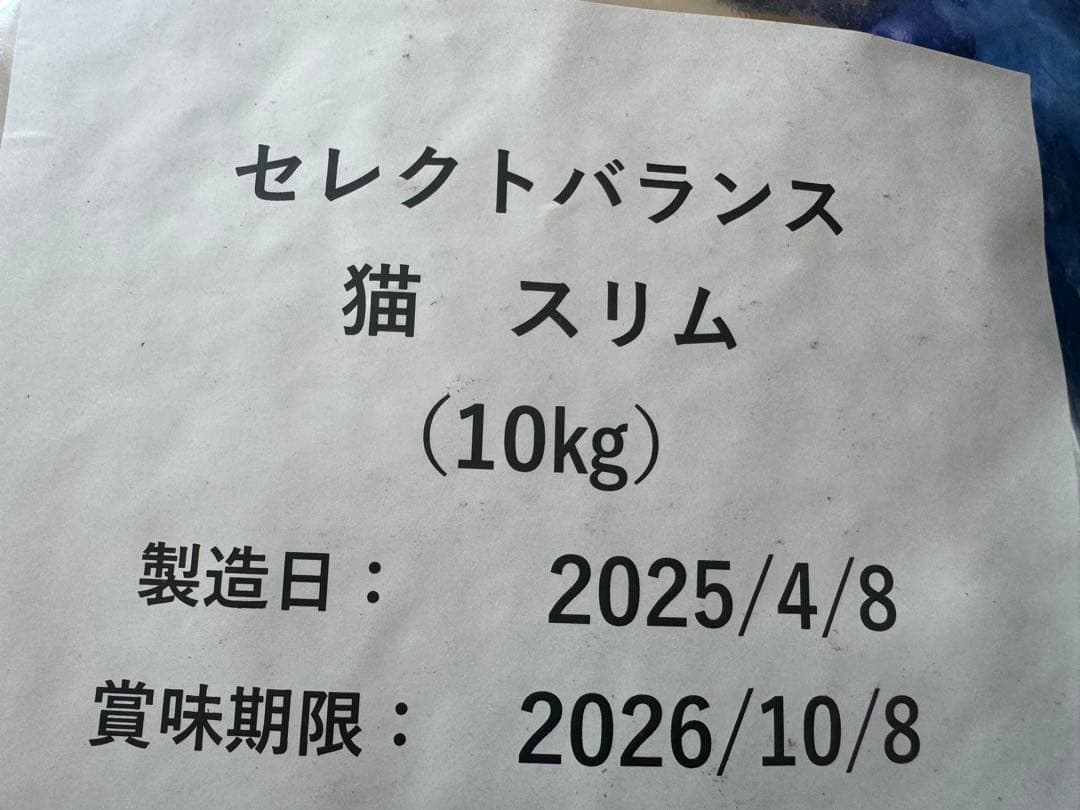 セレクトバランス
猫　スリム
（10kg）
製造日：　2025/4/8
賞味期限：　2026/10/8